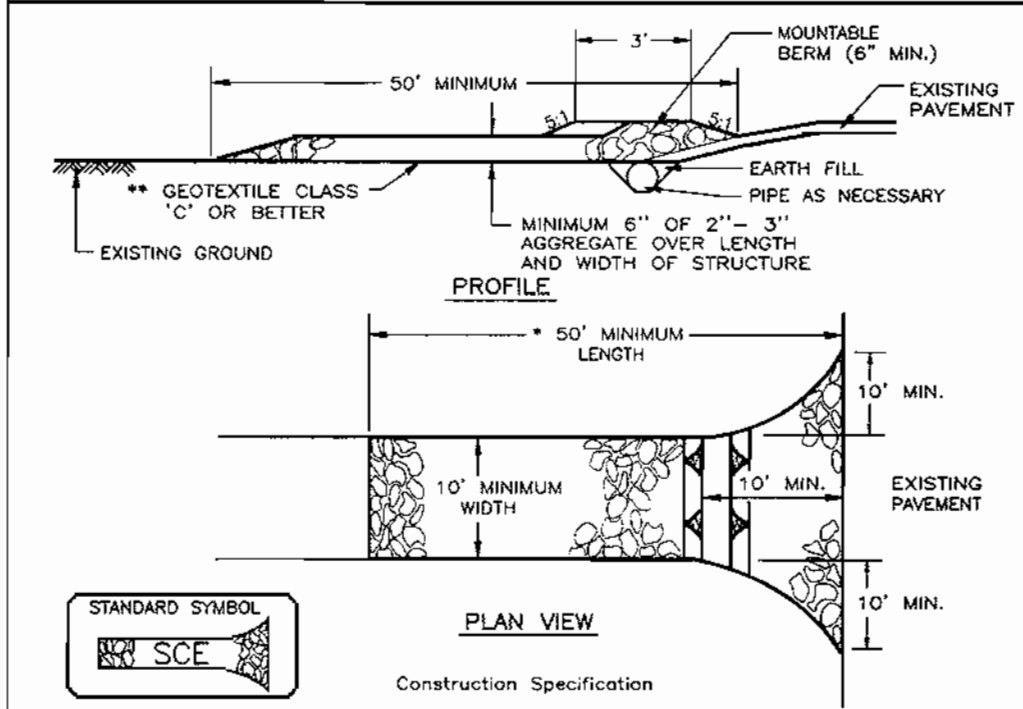 3'
MOUNTABLE
BERM (6" MIN.)
50' MINIMUM
EXISTING
PAVEMENT
5:1
5:1
** GEOTEXTILE CLASS
'C' OR BETTER
EARTH FILL
PIPE AS NECESSARY
EXISTING GROUND
MINIMUM 6" OF 2"- 3"
AGGREGATE OVER LENGTH
AND WIDTH OF STRUCTURE
PROFILE
* 50' MINIMUM
LENGTH
10' MIN.
10' MINIMUM
WIDTH
10' MIN.
EXISTING
PAVEMENT
10' MIN.
STANDARD SYMBOL
SCE
PLAN VIEW
Construction Specification